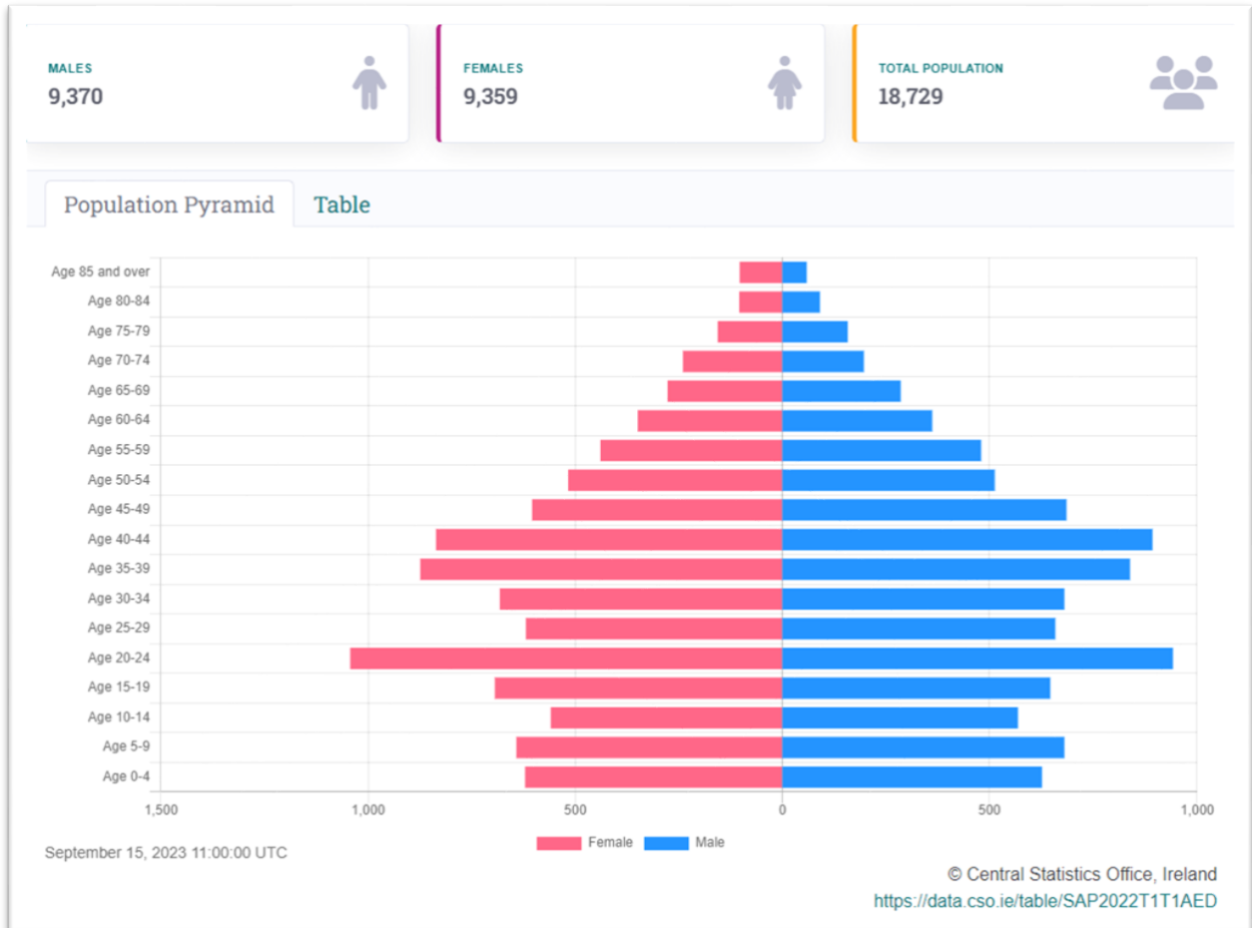 MALES
9,370
FEMALES
9,359
TOTAL POPULATION
18,729
Population Pyramid
Table
Age 85 and over
Age 80-84
Age 75-79
Age 70-74
Age 65-69
Age 60-64
Age 55-59
Age 50-54
Age 45-49
Age 40-44
Age 35-39
Age 30-34
Age 25-29
Age 20-24
Age 15-19
Age 10-14
Age 5-9
Age 0-4
1,500 1,000 500 0 500 1,000
Female Male
September 15, 2023 11:00:00 UTC
© Central Statistics Office, Ireland
https://data.cso.ie/table/SAP2022T1T1AED